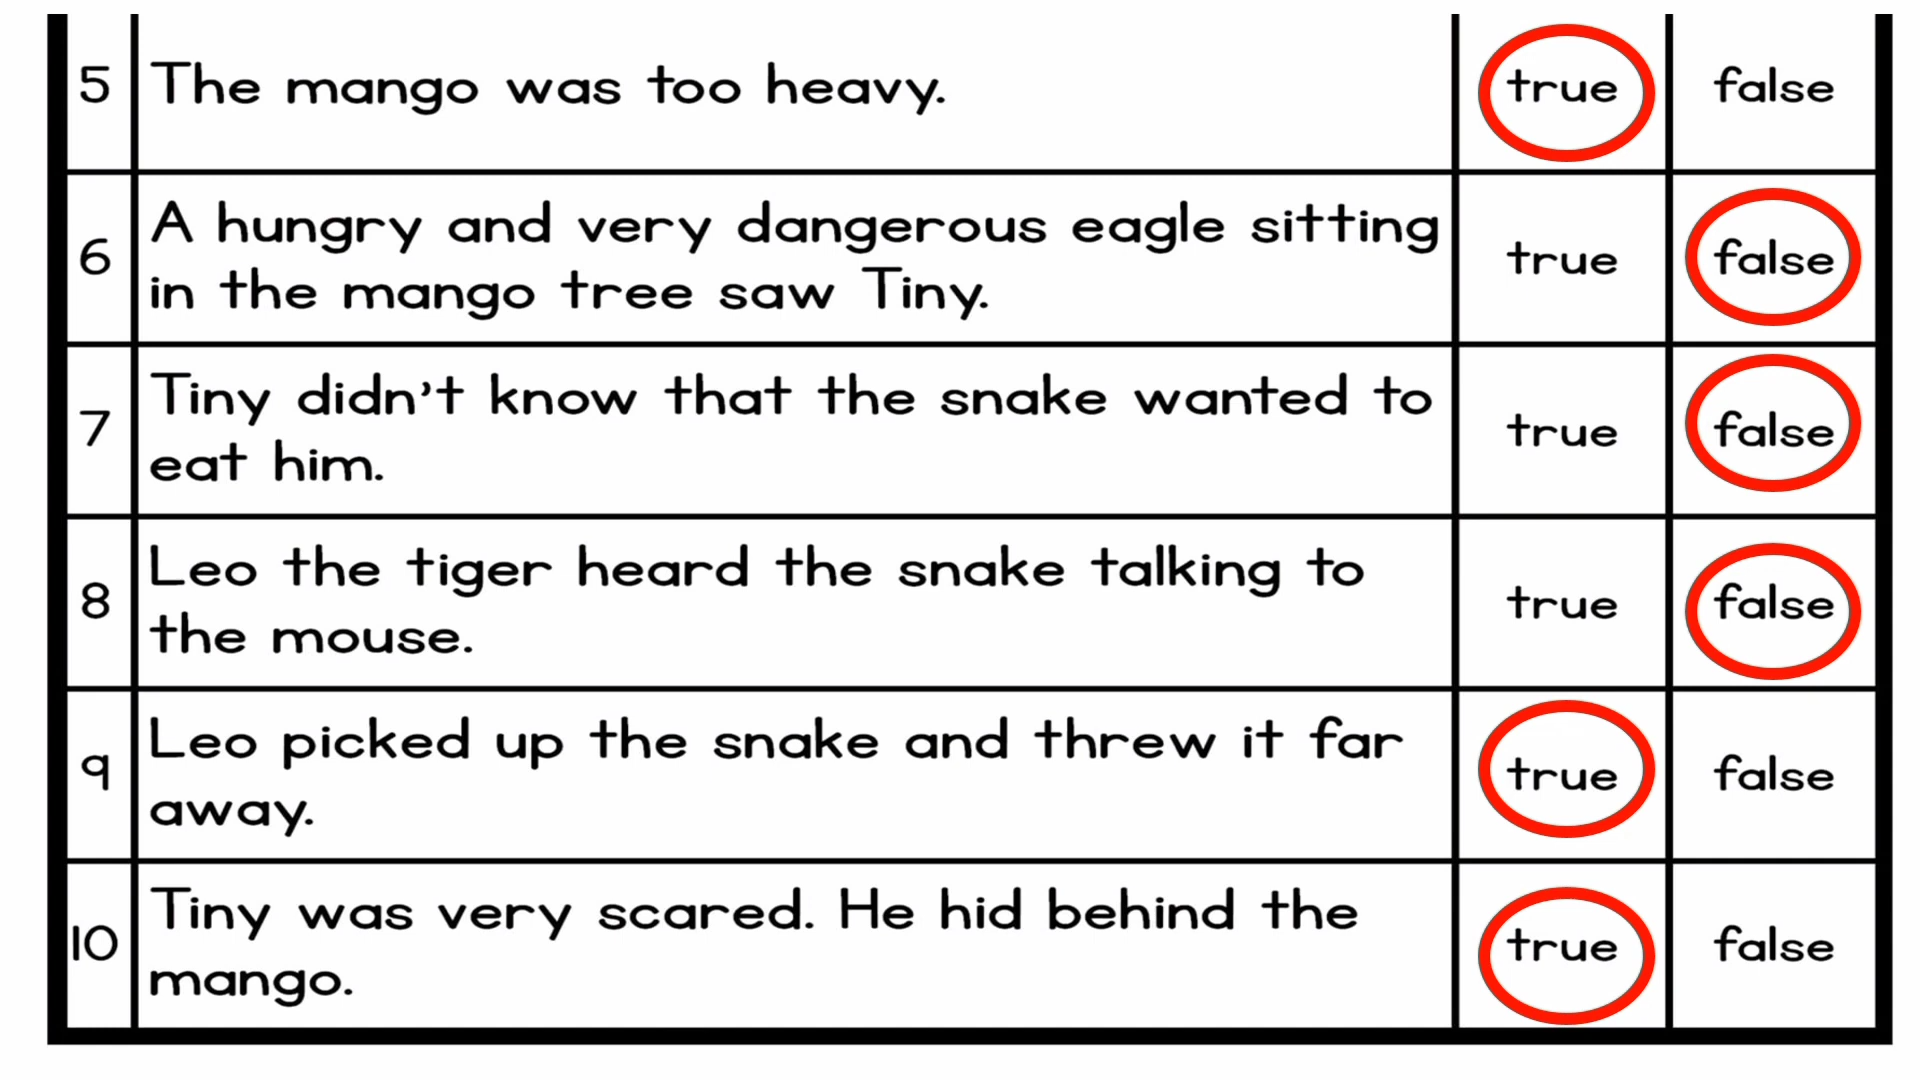 5 The mango was too heavy. true false
6 A hungry and very dangerous eagle sitting
in the mango tree saw Tiny. true false
7 Tiny didn't know that the snake wanted to
eat him. true false
8 Leo the tiger heard the snake talking to
the mouse. true false
9 Leo picked up the snake and threw it far
away. true false
10 Tiny was very scared. He hid behind the
mango. true false